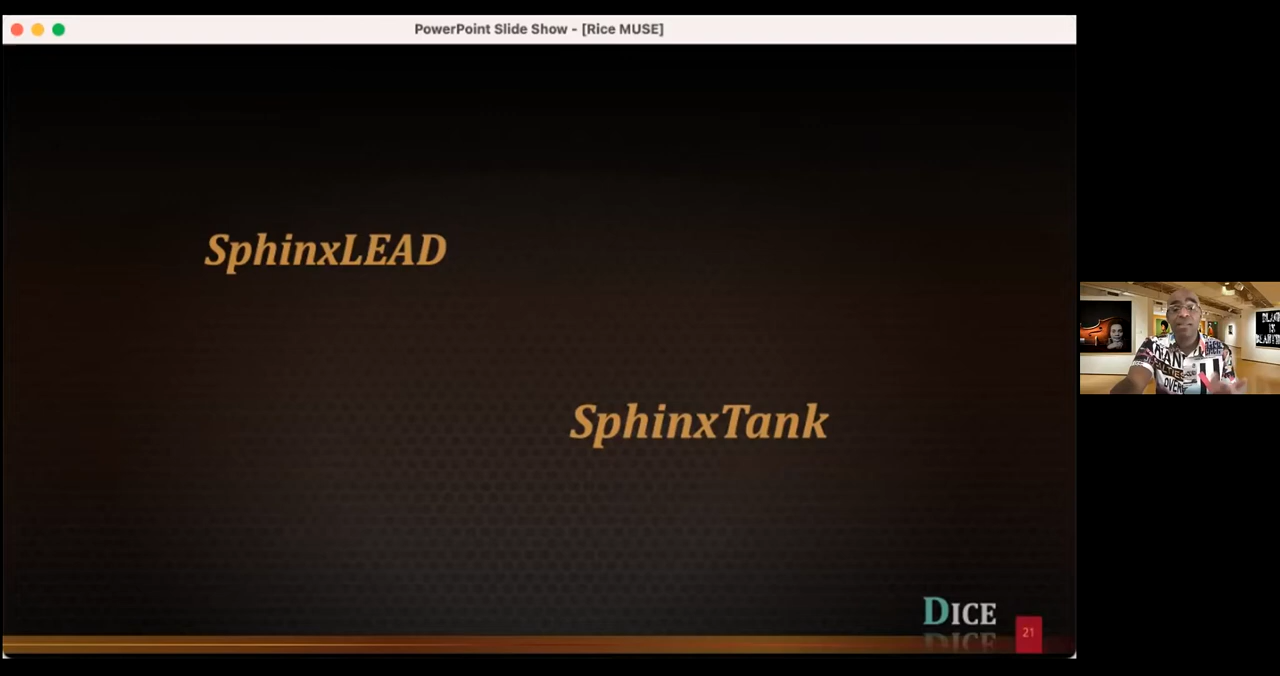 PowerPoint Slide Show - [Rice MUSE]
SphinxLEAD
SphinxTank
DICE
21